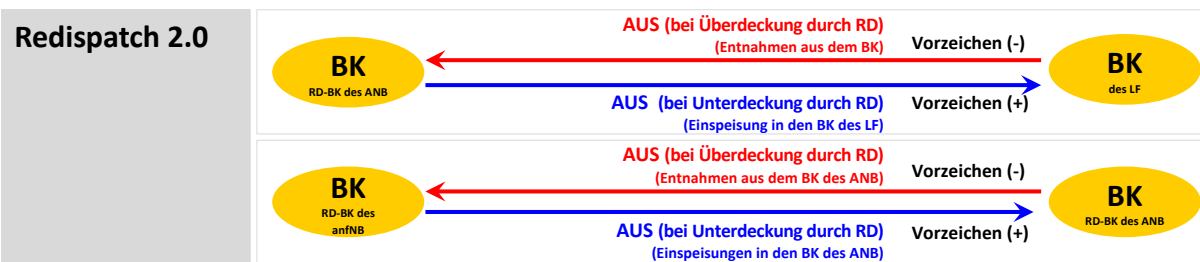 Redispatch 2.0
AUS (bei Überdeckung durch RD)
(Entnahmen aus dem BK)
Vorzeichen (-)
BK
RD-BK des ANB
BK
des LF
AUS (bei Unterdeckung durch RD)
Vorzeichen (+)
(Einspeisung in den BK des LF)
AUS (bei Überdeckung durch RD)
(Entnahmen aus dem BK des ANB)
Vorzeichen (-)
BK
RD-BK des
anfNB
BK
RD-BK des ANB
AUS (bei Unterdeckung durch RD)
Vorzeichen (+)
(Einspeisungen in den BK des ANB)